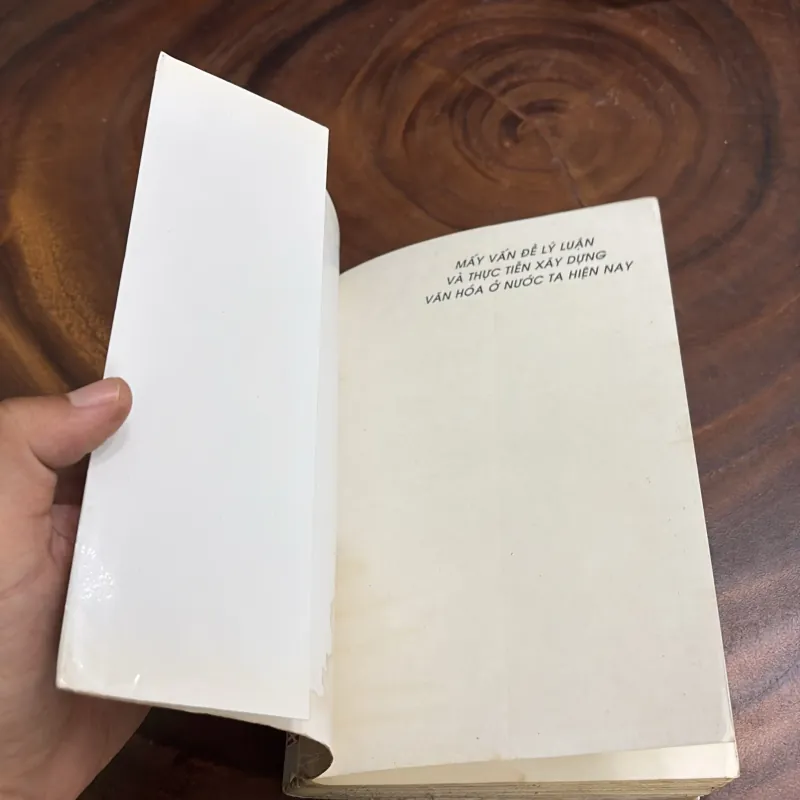 MẤY VẤN ĐỀ LÝ LUẬN
VÀ THỰC TIỄN XÂY DỰNG
VĂN HÓA Ở NƯỚC TA HIỆN NAY